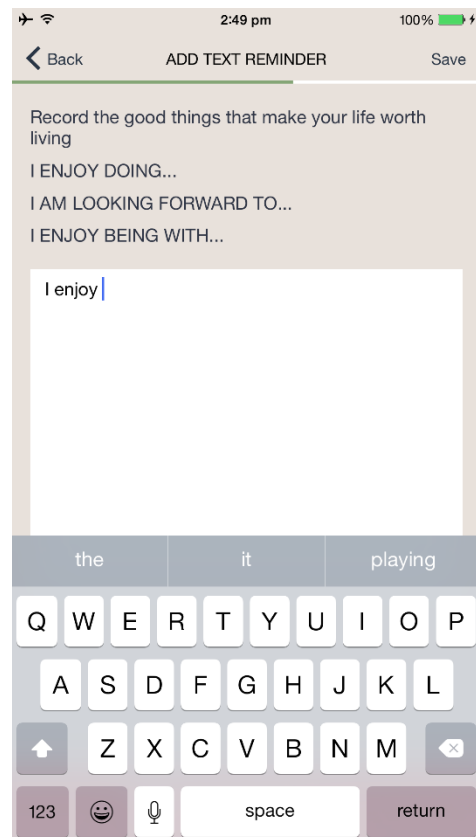 2:49 pm
100%
Back
ADD TEXT REMINDER
Save
Record the good things that make your life worth
living
I ENJOY DOING...
I AM LOOKING FORWARD TO...
I ENJOY BEING WITH...
I enjoy
the it playing
Q W E R T Y U I O P
A S D F G H J K L
Z X C V B N M
123 space return